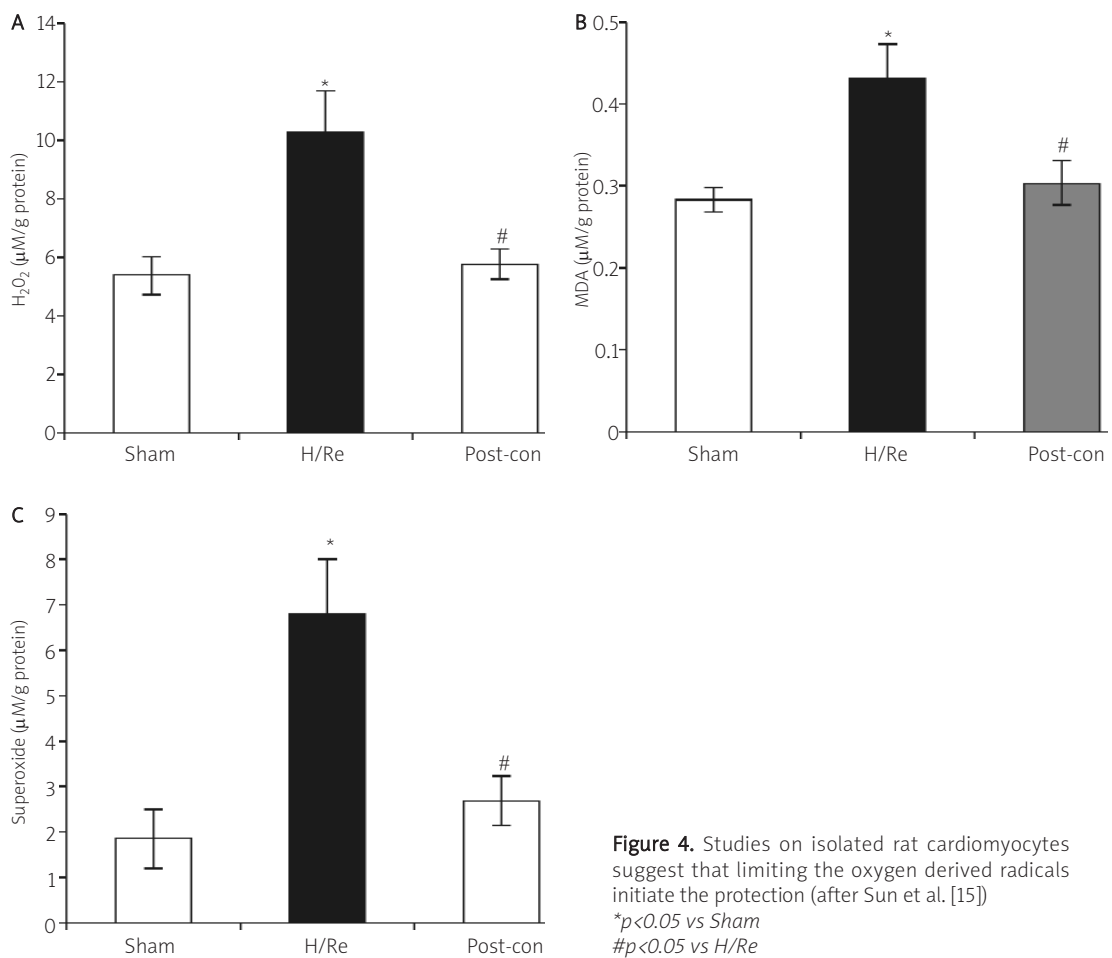 A
14
12
10
8
6
4
2
0
H₂0₂ (µM/g protein)
*
#
Sham H/Re Post-con
B
0.5
0.4
0.3
0.2
0.1
0
MDA (µM/g protein)
*
#
Sham H/Re Post-con
C
9
8
7
6
5
4
3
2
1
0
Superoxide (µM/g protein)
*
#
Sham H/Re Post-con
Figure 4. Studies on isolated rat cardiomyocytes
suggest that limiting the oxygen derived radicals
initiate the protection (after Sun et al. [15])
*p<0.05 vs Sham
#p<0.05 vs H/Re